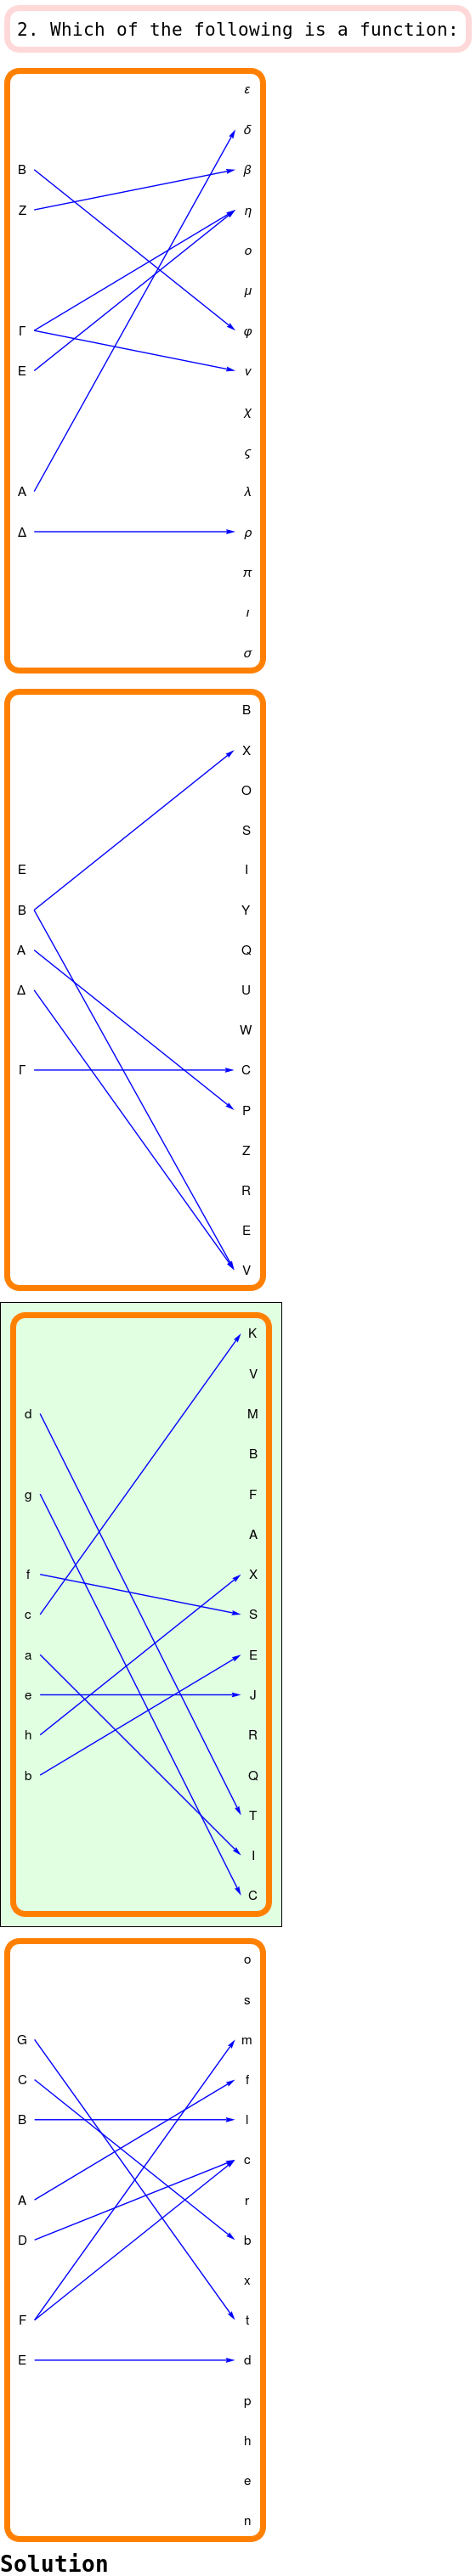 2. Which of the following is a function:
ε
δ
Β β
Ζ η
ο
μ
Γ φ
Ε ν
χ
ς
Α λ
Δ ρ
π
ι
σ
B
X
O
S
Ε I
Β Y
Α Q
Δ U
W
Γ C
P
Z
R
E
V
K
V
d M
B
g F
A
f X
c S
a E
e J
h R
b Q
T
I
C
o
s
G m
C f
B l
c
A r
D b
x
F t
E d
p
h
e
n
Solution